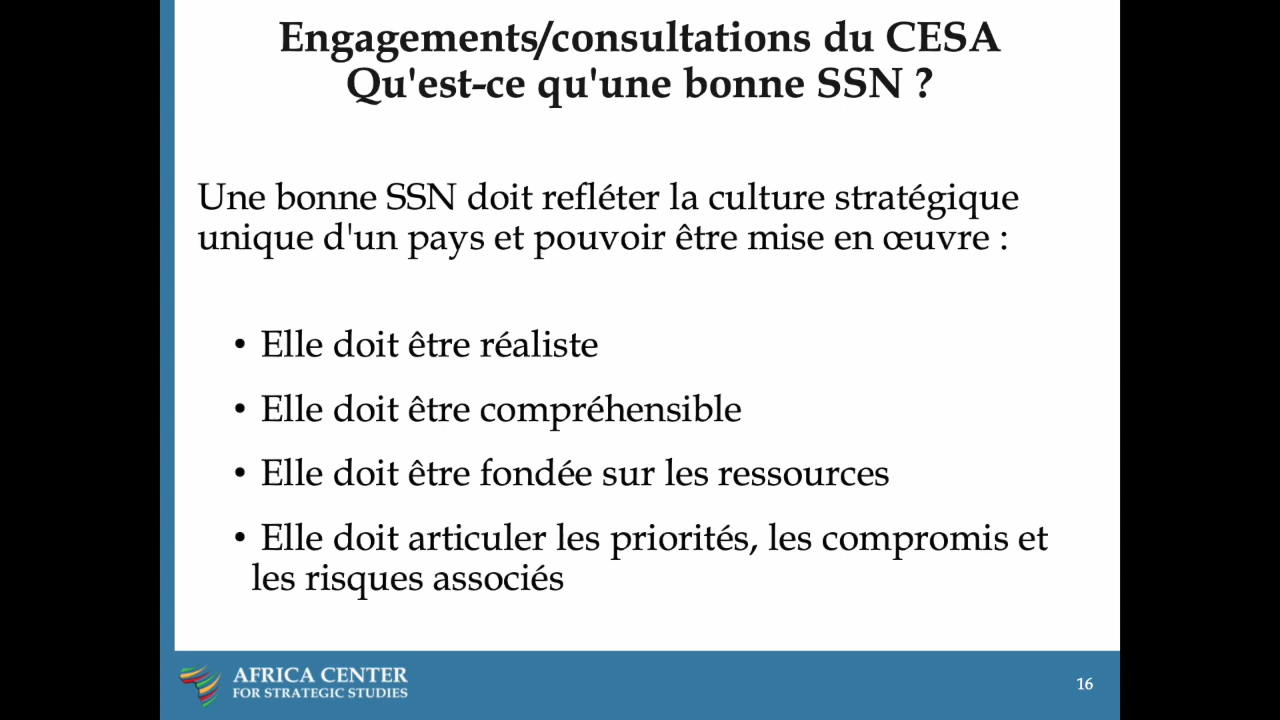 Engagements/consultations du CESA
Qu'est-ce qu'une bonne SSN ?
Une bonne SSN doit refléter la culture stratégique
unique d'un pays et pouvoir être mise en œuvre :
• Elle doit être réaliste
• Elle doit être compréhensible
• Elle doit être fondée sur les ressources
• Elle doit articuler les priorités, les compromis et
les risques associés
AFRICA CENTER
FOR STRATEGIC STUDIES
16